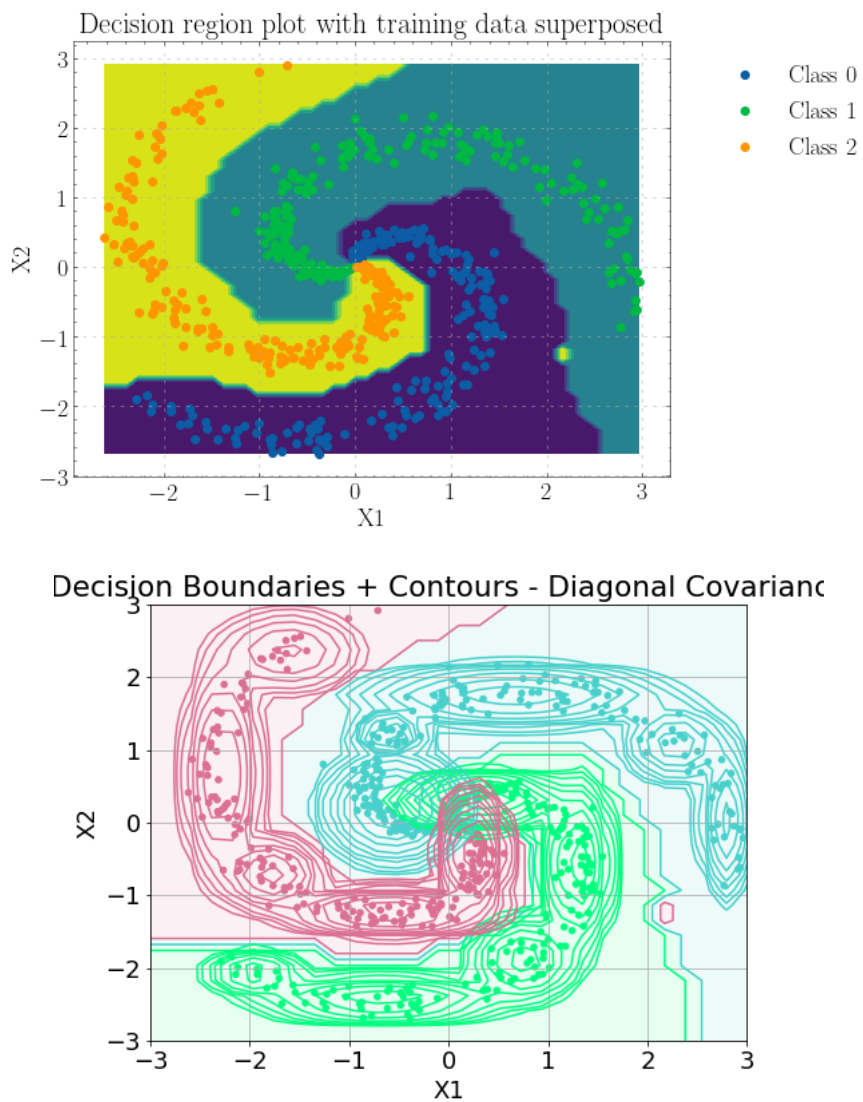 Decision region plot with training data superposed
3
2
1
0
−1
−2
−3
X2
−2 −1 0 1 2 3
X1
Class 0
Class 1
Class 2
Decision Boundaries + Contours - Diagonal Covarianc
3
2
1
0
−1
−2
−3
X2
−3 −2 −1 0 1 2 3
X1